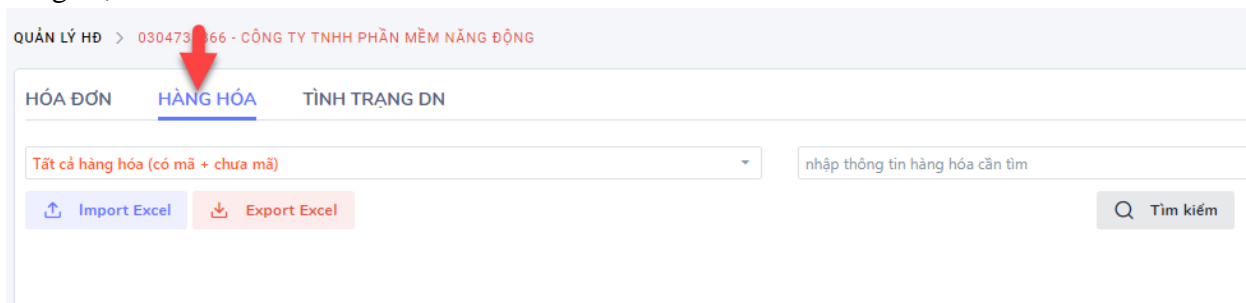 QUẢN LÝ HĐ > 030473 366 - CÔNG TY TNHH PHẦN MỀM NĂNG ĐỘNG
HÓA ĐƠN HÀNG HÓA TÌNH TRẠNG DN
Tất cả hàng hóa (có mã + chưa mã) nhập thông tin hàng hóa cần tìm
Import Excel Export Excel Tìm kiếm